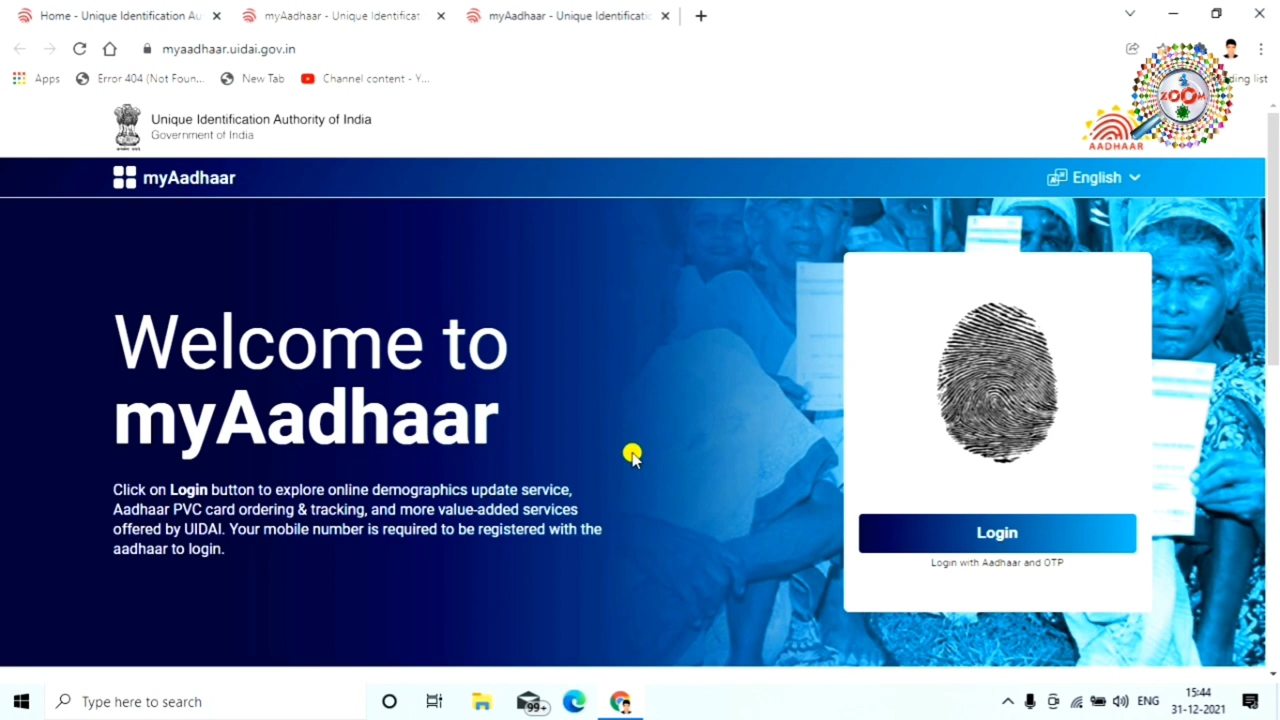 Home - Unique Identification Au
myAadhaar - Unique Identificat
myAadhaar - Unique Identificatic
myaadhaar.uidai.gov.in
Apps
Error 404 (Not Foun...
New Tab
Channel content - Y...
ding list
ZOOM
AADHAAR
Unique Identification Authority of India
Government of India
myAadhaar
English
Welcome to
myAadhaar
Click on Login button to explore online demographics update service,
Aadhaar PVC card ordering & tracking, and more value-added services
offered by UIDAI. Your mobile number is required to be registered with the
aadhaar to login.
Login
Login with Aadhaar and OTP
Type here to search
99+
ENG
15:44
31-12-2021